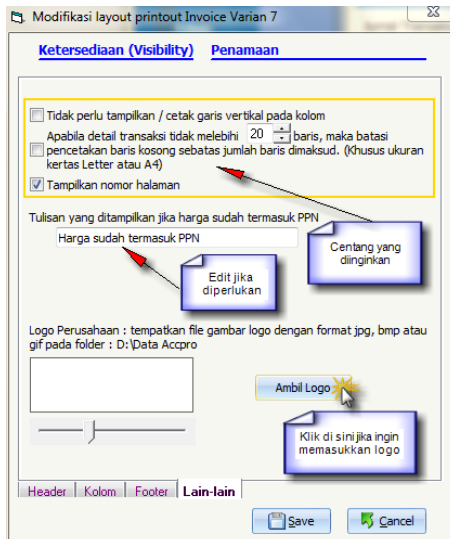 Modifikasi layout printout Invoice Varian 7
Ketersediaan (Visibility) Penamaan
Tidak perlu tampilkan / cetak garis vertikal pada kolom
Apabila detail transaksi tidak melebihi 20 baris, maka batasi
pencetakan baris kosong sebatas jumlah baris dimaksud. (Khusus ukuran
kertas Letter atau A4)
Tampilkan nomor halaman
Tulisan yang ditampilkan jika harga sudah termasuk PPN
Harga sudah termasuk PPN
Centang yang
diinginkan
Edit jika
diperlukan
Logo Perusahaan : tempatkan file gambar logo dengan format jpg, bmp atau
gif pada folder : D:\Data Accpro
Ambil Logo
Klik di sini jika ingin
memasukkan logo
Header Kolom Footer Lain-lain
Save Cancel